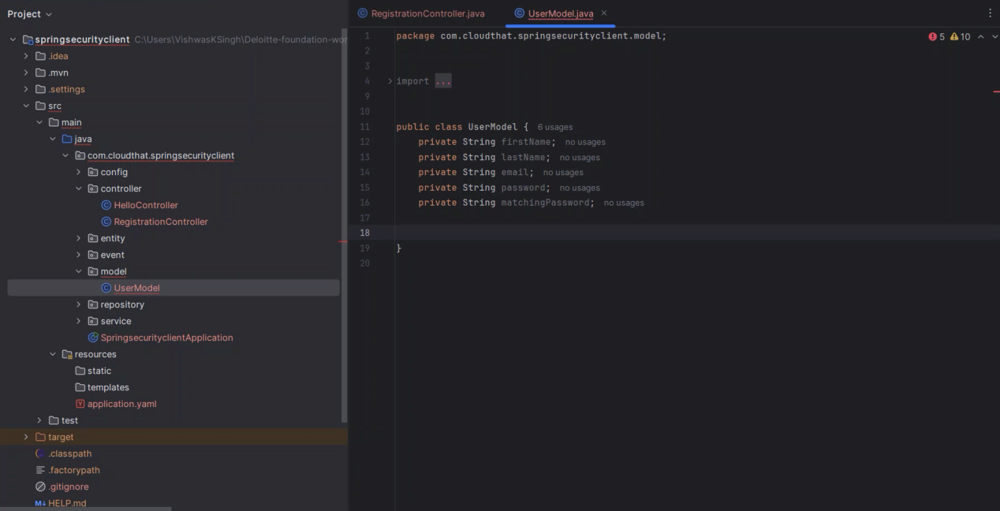 Project
springsecurityclient C:\Users\VishwasKSingh\Deloitte-foundation-wor
.idea
.mvn
.settings
src
main
java
com.cloudthat.springsecurityclient
config
controller
HelloController
RegistrationController
entity
event
model
UserModel
repository
service
SpringsecurityclientApplication
resources
static
templates
application.yaml
test
target
.classpath
.factorypath
.gitignore
M↓ HELP.md
RegistrationController.java UserModel.java
5 10
1 package com.cloudthat.springsecurityclient.model;
2
3
4 import ...
9
10
11 public class UserModel { 6 usages
12 private String firstName; no usages
13 private String lastName; no usages
14 private String email; no usages
15 private String password; no usages
16 private String matchingPassword; no usages
17
18
19 }
20